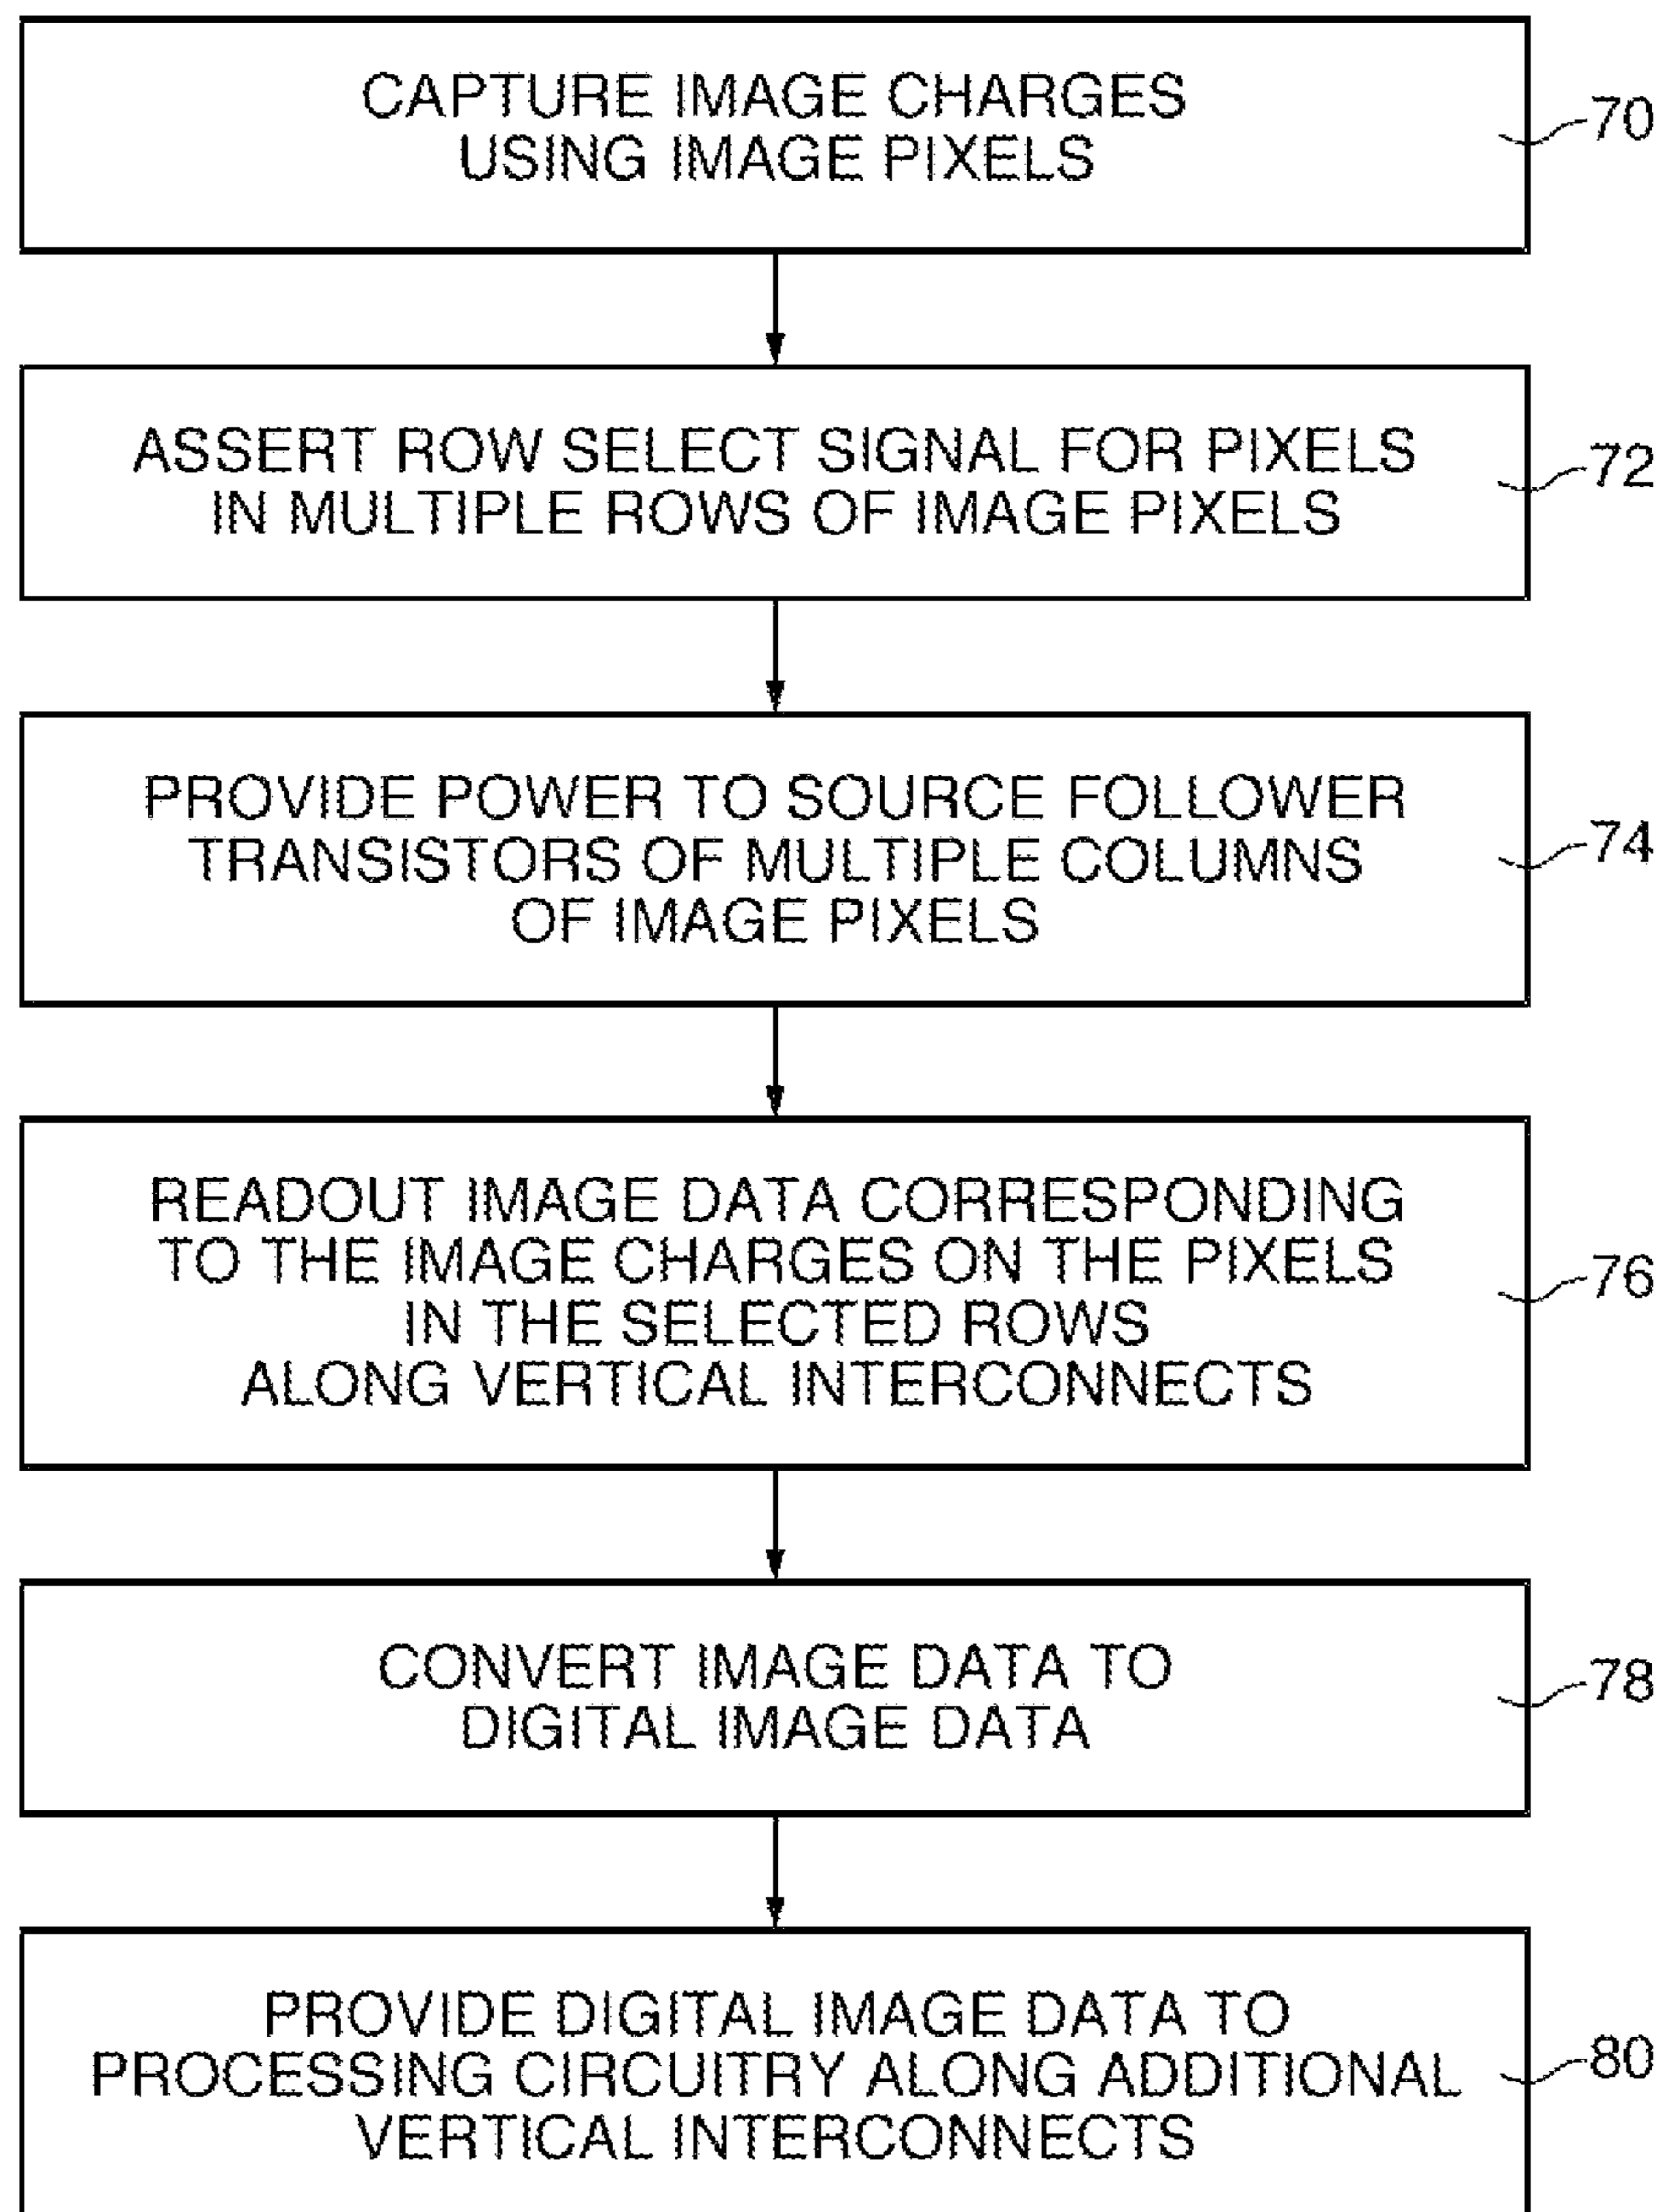 CAPTURE IMAGE CHARGES
USING IMAGE PIXELS
70
ASSERT ROW SELECT SIGNAL FOR PIXELS
IN MULTIPLE ROWS OF IMAGE PIXELS
72
PROVIDE POWER TO SOURCE FOLLOWER
TRANSISTORS OF MULTIPLE COLUMNS
OF IMAGE PIXELS
74
READOUT IMAGE DATA CORRESPONDING
TO THE IMAGE CHARGES ON THE PIXELS
IN THE SELECTED ROWS
ALONG VERTICAL INTERCONNECTS
76
CONVERT IMAGE DATA TO
DIGITAL IMAGE DATA
78
PROVIDE DIGITAL IMAGE DATA TO
PROCESSING CIRCUITRY ALONG ADDITIONAL
VERTICAL INTERCONNECTS
80